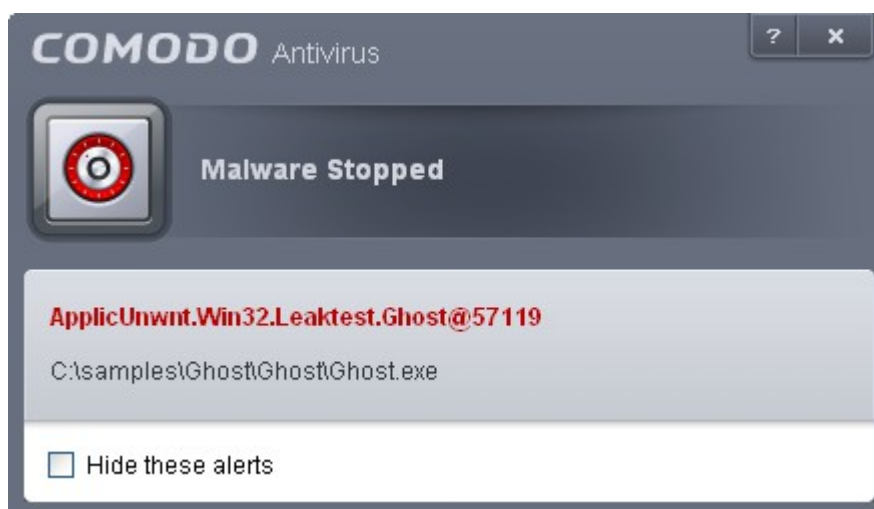 COMODO Antivirus
? x
Malware Stopped
ApplicUnwnt.Win32.Leaktest.Ghost@57119
C:\samples\Ghost\Ghost\Ghost.exe
Hide these alerts